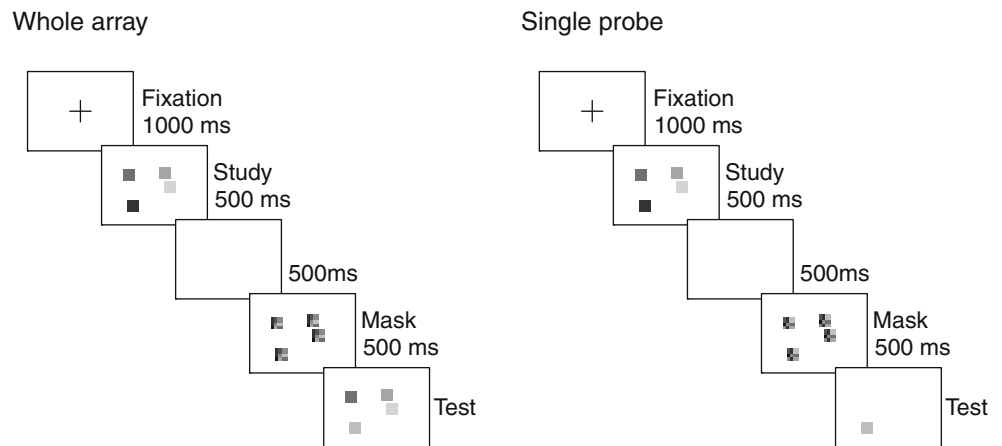 Whole array
Fixation
1000 ms
Study
500 ms
500ms
Mask
500 ms
Test
Single probe
Fixation
1000 ms
Study
500 ms
500ms
Mask
500 ms
Test